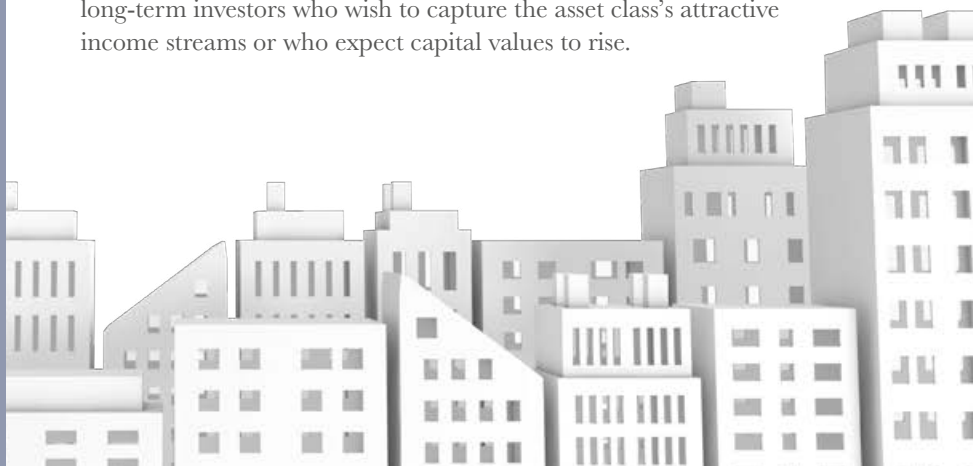 long-term investors who wish to capture the asset class’s attractive
income streams or who expect capital values to rise.